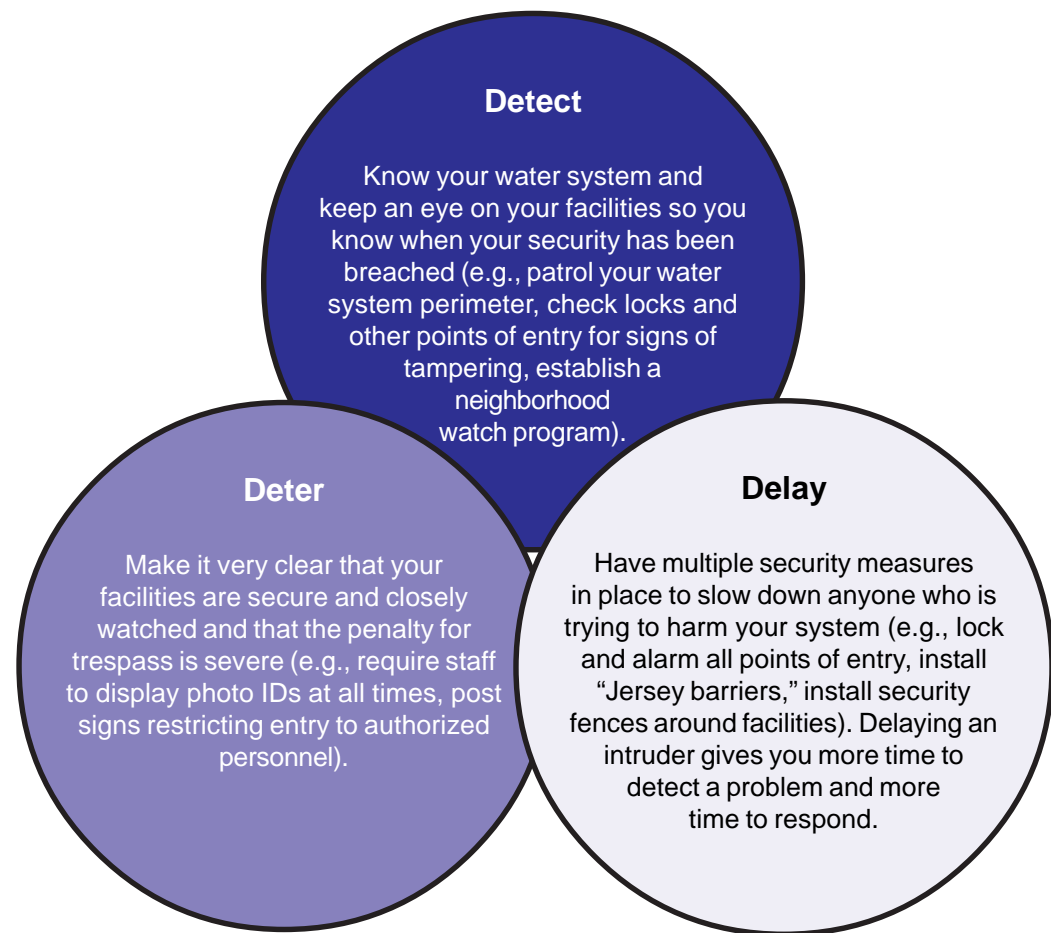 Detect
Know your water system and
keep an eye on your facilities so you
know when your security has been
breached (e.g., patrol your water
system perimeter, check locks and
other points of entry for signs of
tampering, establish a
neighborhood
watch program).
Deter
Make it very clear that your
facilities are secure and closely
watched and that the penalty for
trespass is severe (e.g., require staff
to display photo IDs at all times, post
signs restricting entry to authorized
personnel).
Delay
Have multiple security measures
in place to slow down anyone who is
trying to harm your system (e.g., lock
and alarm all points of entry, install
“Jersey barriers,” install security
fences around facilities). Delaying an
intruder gives you more time to
detect a problem and more
time to respond.